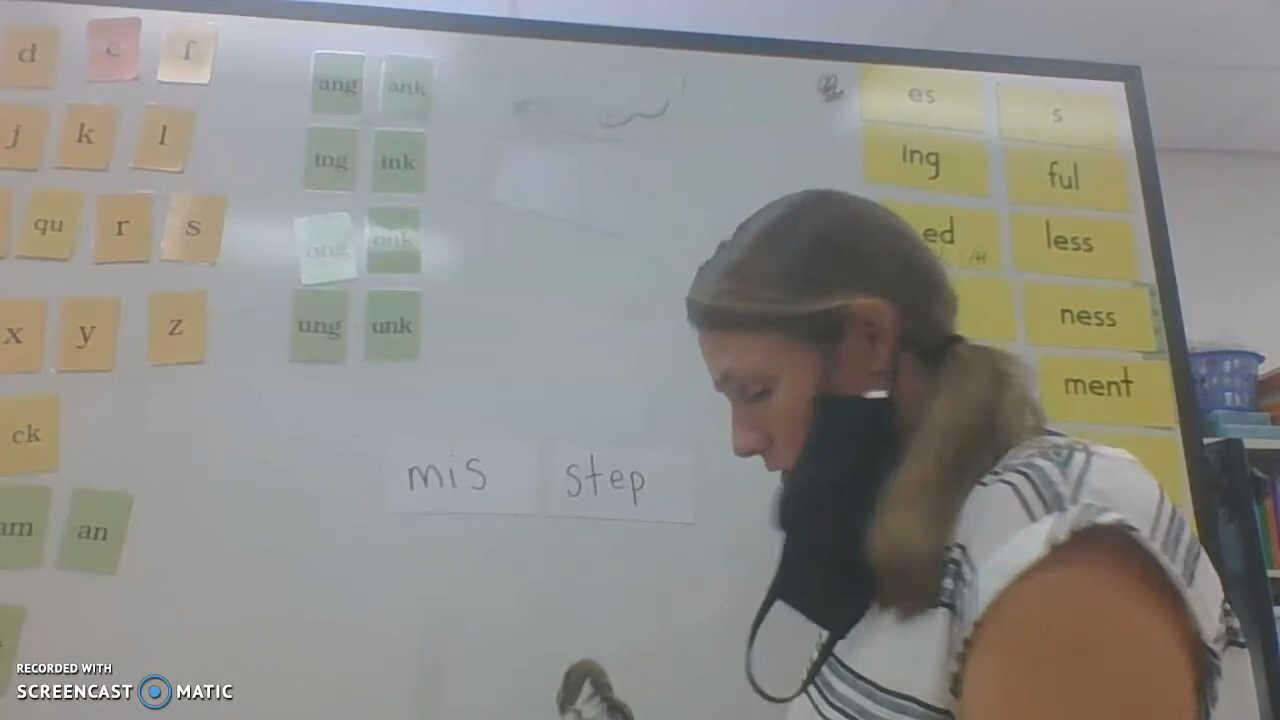 d c f
j k l
qu r s
x y z
ck
am an
ang ank
ing ink
ong onk
ung unk
mis step
es s
ing ful
ed less
ness
ment
RECORDED WITH
SCREENCAST MATIC